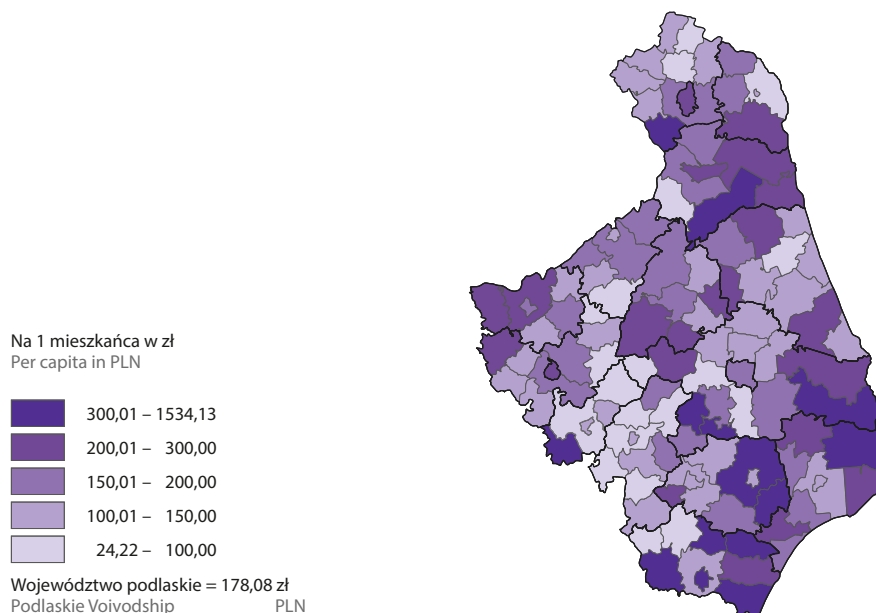 Na 1 mieszkańca w zł
Per capita in PLN
300,01 – 1534,13
200,01 – 300,00
150,01 – 200,00
100,01 – 150,00
24,22 – 100,00
Województwo podlaskie = 178,08 zł
Podlaskie Voivodship PLN